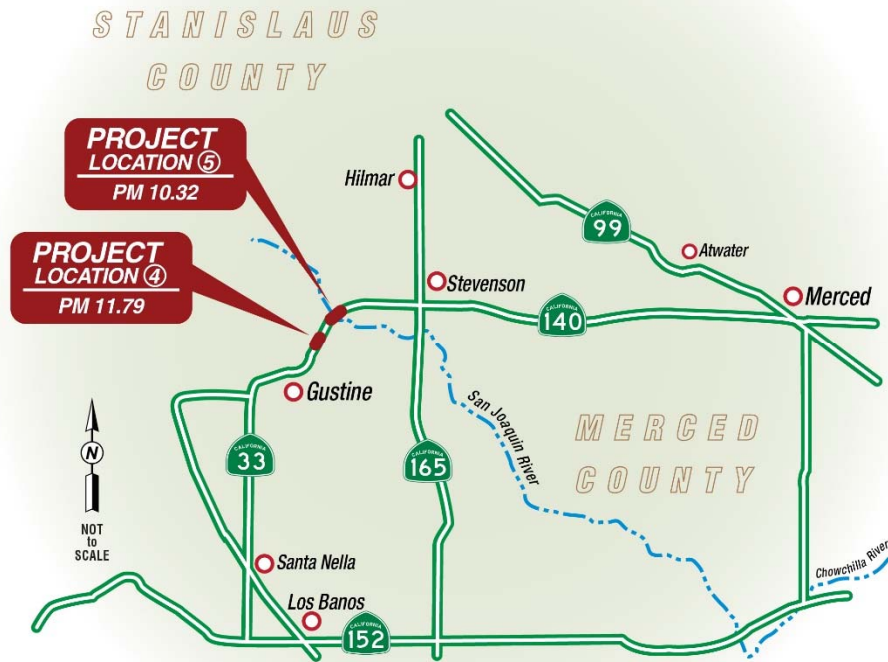 STANISLAUS
COUNTY
PROJECT
LOCATION ⑤
PM 10.32
PROJECT
LOCATION ④
PM 11.79
Hilmar
CALIFORNIA
99
Atwater
Stevenson
Merced
CALIFORNIA
140
Gustine
San Joaquin River
MERCED
COUNTY
N
NOT
to
SCALE
CALIFORNIA
33
CALIFORNIA
165
Santa Nella
Chowchilla River
Los Banos
CALIFORNIA
152